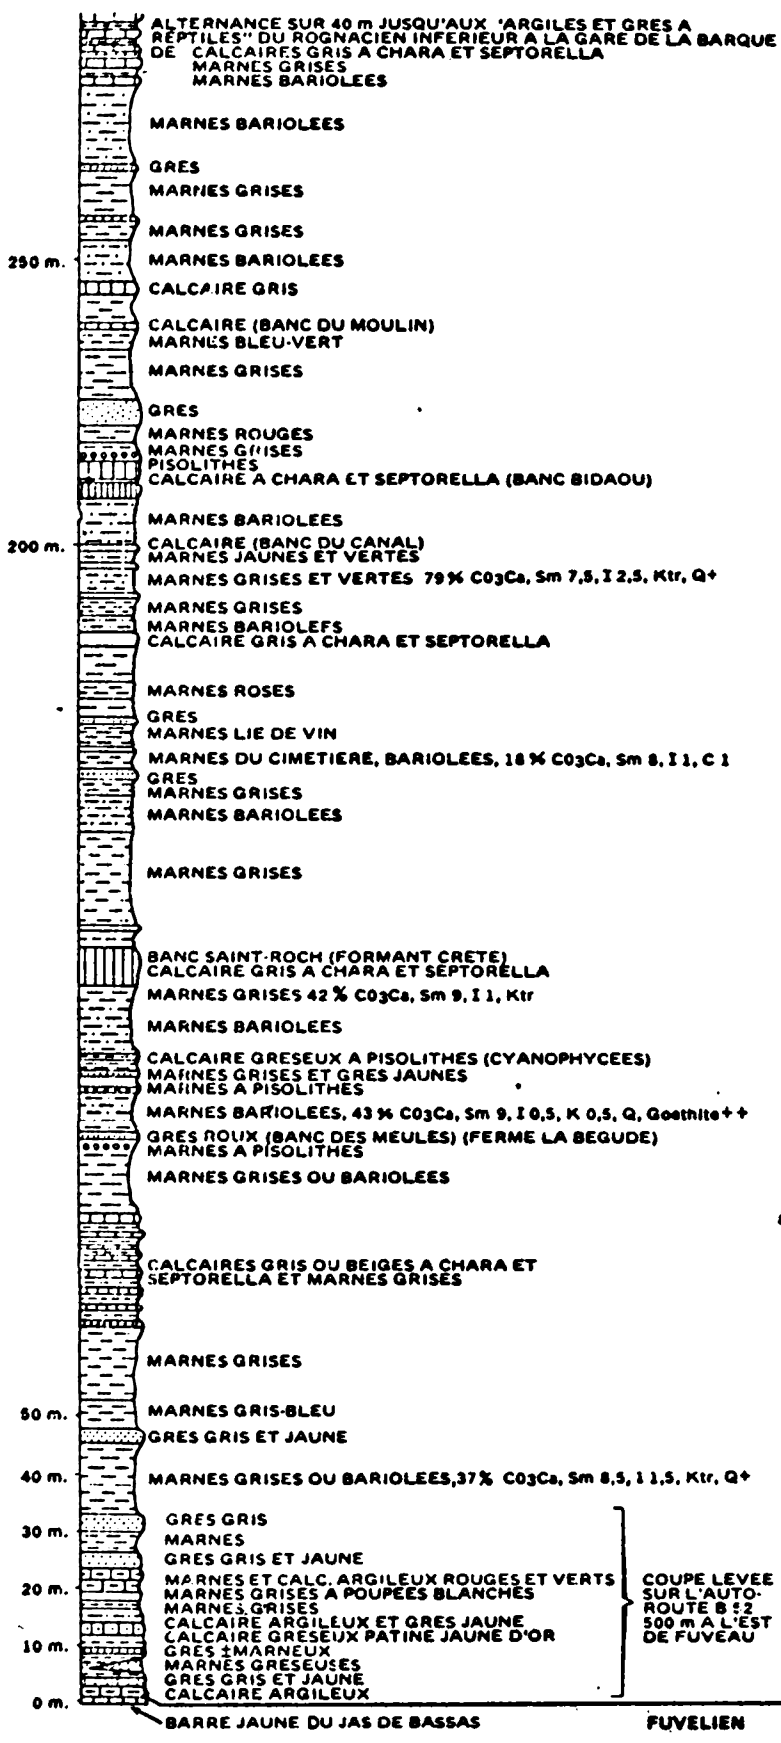 ALTERNANCE SUR 40 m JUSQU'AUX "ARGILES ET GRES A
REPTILES" DU ROGNACIEN INFERIEUR A LA GARE DE LA BARQUE
DE CALCAIRES GRIS A CHARA ET SEPTORELLA
MARNES GRISES
MARNES BARIOLEES
MARNES BARIOLEES
GRES
MARNES GRISES
MARNES GRISES
250 m.
MARNES BARIOLEES
CALCAIRE GRIS
CALCAIRE (BANC DU MOULIN)
MARNES BLEU-VERT
MARNES GRISES
GRES
MARNES ROUGES
MARNES GRISES
PISOLITHES
CALCAIRE A CHARA ET SEPTORELLA (BANC BIDAOU)
MARNES BARIOLEES
200 m.
CALCAIRE (BANC DU CANAL)
MARNES JAUNES ET VERTES
MARNES GRISES ET VERTES 79% CO3Ca, Sm 7,5, I 2,5, Ktr, Q+
MARNES GRISES
MARNES BARIOLEES
CALCAIRE GRIS A CHARA ET SEPTORELLA
MARNES ROSES
GRES
MARNES LIE DE VIN
MARNES DU CIMETIERE, BARIOLEES, 18% CO3Ca, Sm 8, I 1, C 1
GRES
MARNES GRISES
MARNES BARIOLEES
MARNES GRISES
BANC SAINT-ROCH (FORMANT CRETE)
CALCAIRE GRIS A CHARA ET SEPTORELLA
MARNES GRISES 42% CO3Ca, Sm 9, I 1, Ktr
MARNES BARIOLEES
CALCAIRE GRESEUX A PISOLITHES (CYANOPHYCEES)
MARNES GRISES ET GRES JAUNES
MARNES A PISOLITHES
MARNES BARIOLEES, 43% CO3Ca, Sm 9, I 0,5, K 0,5, Q, Goethite++
GRES ROUX (BANC DES MEULES) (FERME LA BEGUDE)
MARNES A PISOLITHES
MARNES GRISES OU BARIOLEES
CALCAIRES GRIS OU BEIGES A CHARA ET
SEPTORELLA ET MARNES GRISES
MARNES GRISES
50 m.
MARNES GRIS-BLEU
GRES GRIS ET JAUNE
40 m.
MARNES GRISES OU BARIOLEES, 37% CO3Ca, Sm 8,5, I 1,5, Ktr, Q+
GRES GRIS
30 m.
MARNES
GRES GRIS ET JAUNE
MARNES ET CALC. ARGILEUX ROUGES ET VERTS
20 m.
MARNES GRISES A POUPEES BLANCHES
MARNES GRISES
CALCAIRE ARGILEUX ET GRES JAUNE
CALCAIRE GRESEUX PATINE JAUNE D'OR
10 m.
GRES ±MARNEUX
MARNES GRESEUSES
GRES GRIS ET JAUNE
CALCAIRE ARGILEUX
0 m.
COUPE LEVEE
SUR L'AUTO-
ROUTE B 52
500 m A L'EST
DE FUVEAU
BARRE JAUNE DU JAS DE BASSAS
FUVELIEN